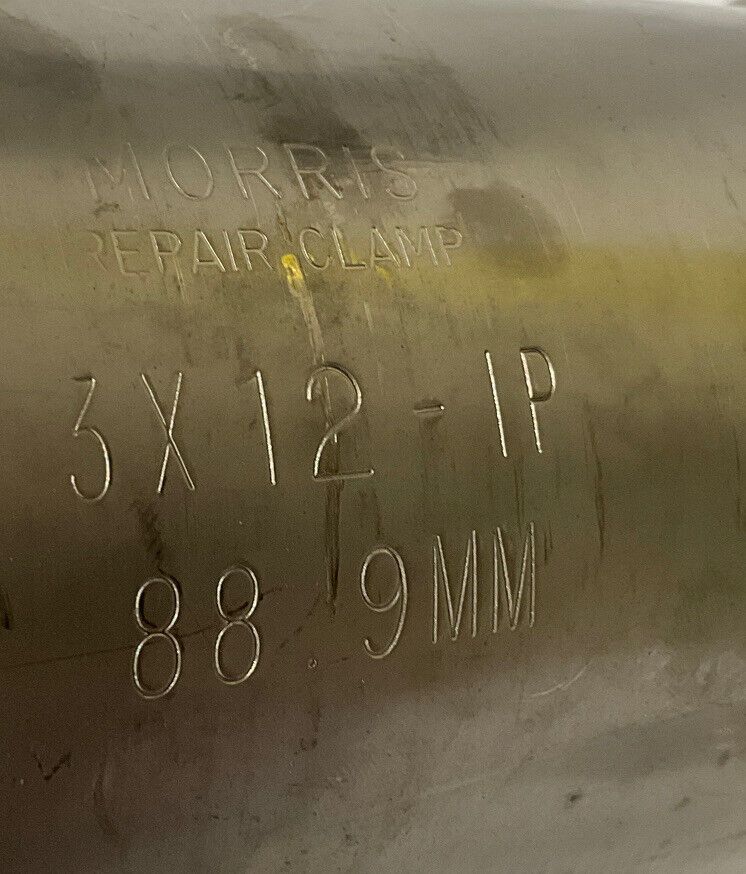 MORRIS
REPAIR CLAMP
3X12-IP
88.9MM